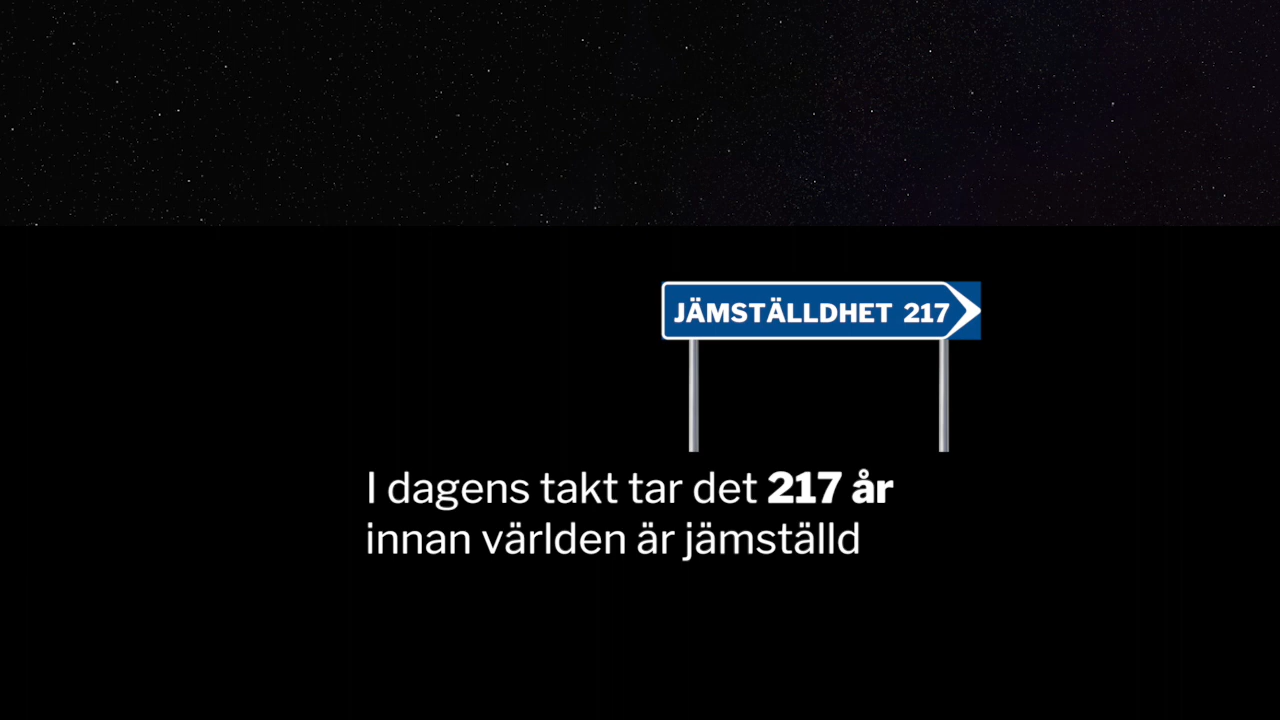 JÄMSTÄLLDHET 217
I dagens takt tar det 217 år
innan världen är jämställd